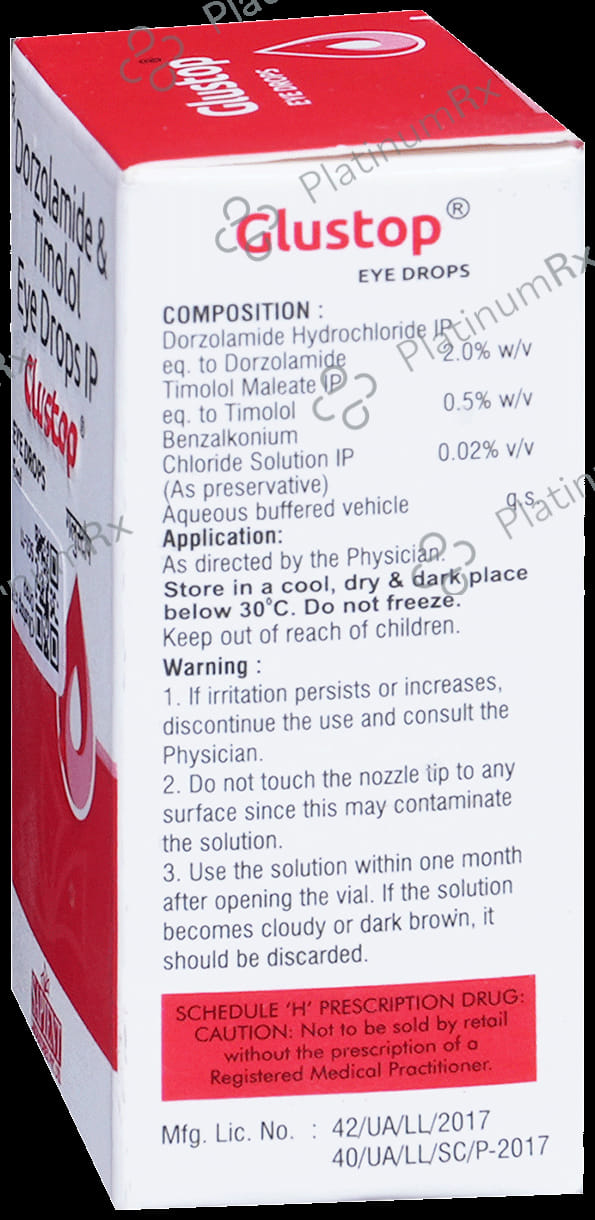 Glustop
EYE DROPS
Dorzolamide &
Timolol
Eye Drops IP
Glustop®
EYE DROPS
Glustop®
EYE DROPS
COMPOSITION :
Dorzolamide Hydrochloride IP
eq. to Dorzolamide 2.0% w/v
Timolol Maleate IP
eq. to Timolol 0.5% w/v
Benzalkonium
Chloride Solution IP 0.02% v/v
(As preservative)
Aqueous buffered vehicle q.s.
Application:
As directed by the Physician.
Store in a cool, dry & dark place
below 30°C. Do not freeze.
Keep out of reach of children.
Warning :
1. If irritation persists or increases,
discontinue the use and consult the
Physician.
2. Do not touch the nozzle tip to any
surface since this may contaminate
the solution.
3. Use the solution within one month
after opening the vial. If the solution
becomes cloudy or dark brown, it
should be discarded.
SCHEDULE 'H' PRESCRIPTION DRUG:
CAUTION: Not to be sold by retail
without the prescription of a
Registered Medical Practitioner.
Mfg. Lic. No. : 42/UA/LL/2017
40/UA/LL/SC/P-2017
PlatinumRx
PlatinumRx
PlatinumRx
PlatinumRx